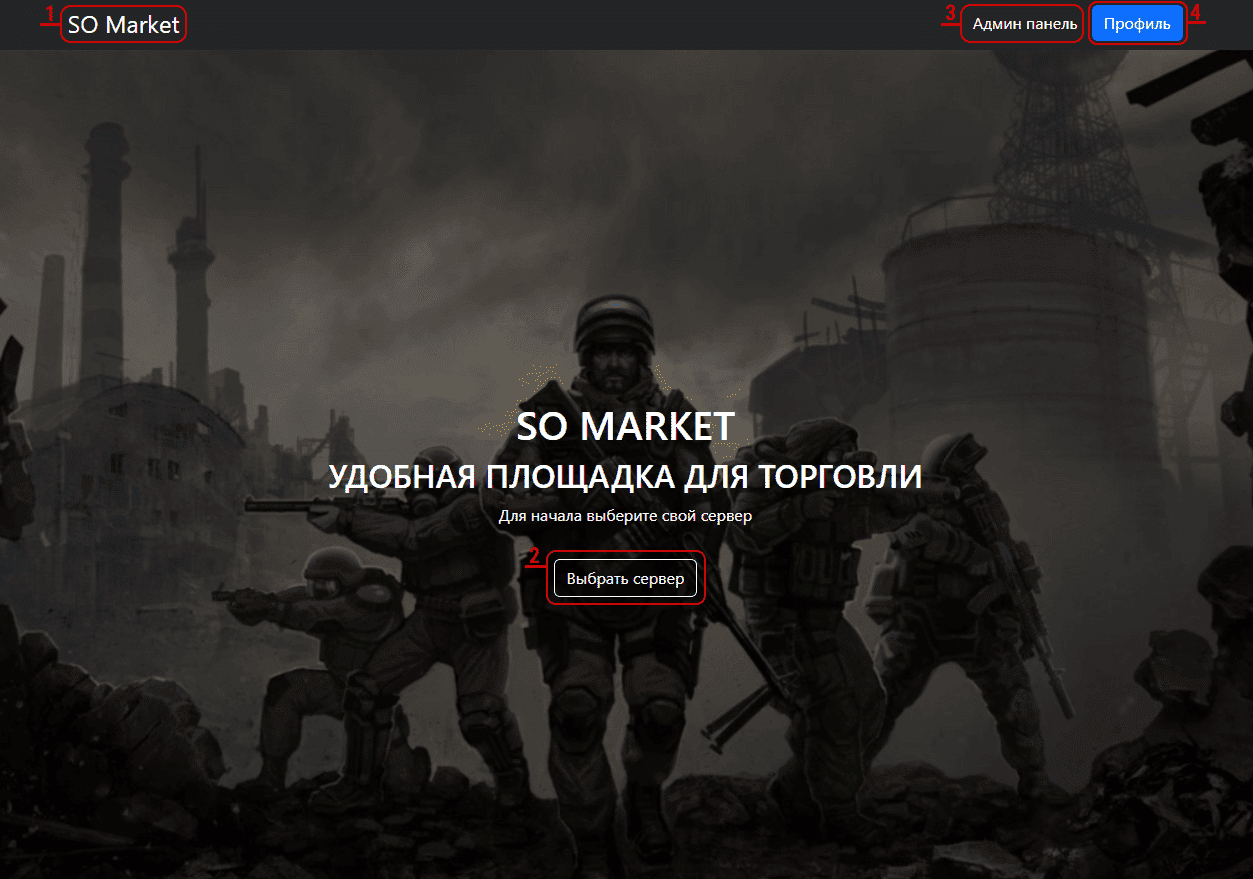 1 SO Market 3 Админ панель Профиль 4
SO MARKET
УДОБНАЯ ПЛОЩАДКА ДЛЯ ТОРГОВЛИ
Для начала выберите свой сервер
2 Выбрать сервер